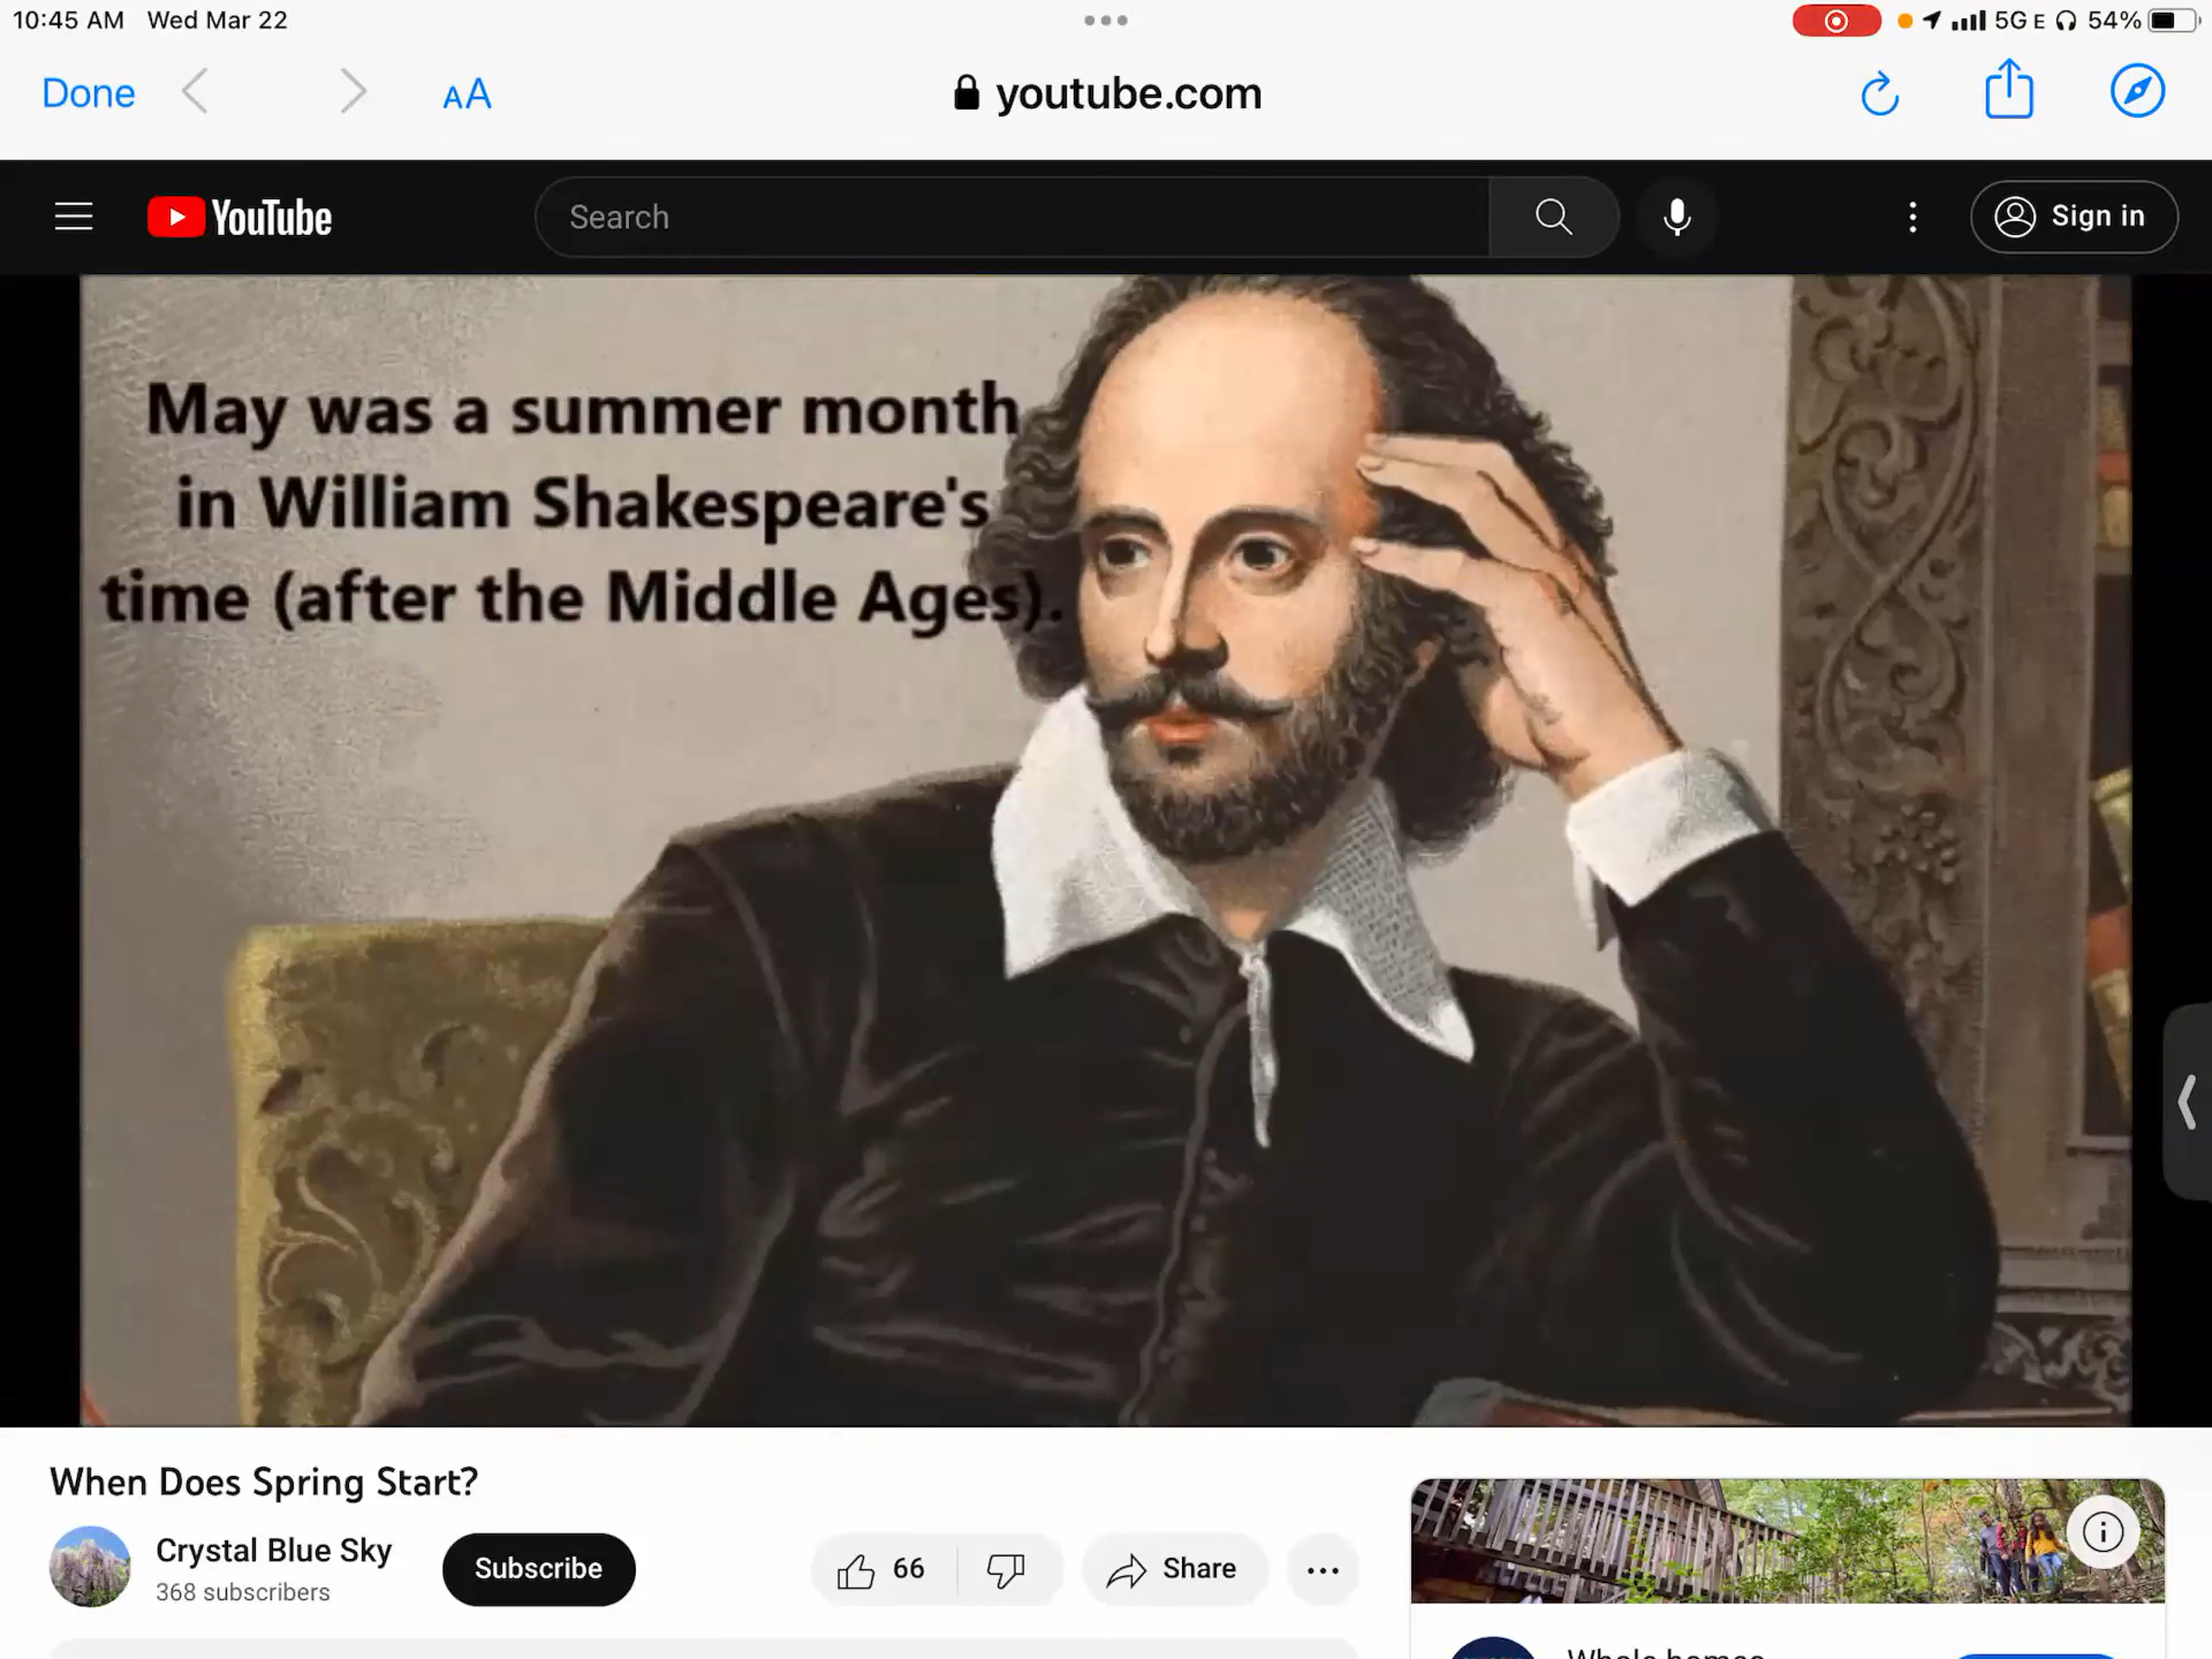 10:45 AM Wed Mar 22
5G E 54%
Done
AA
youtube.com
YouTube
Search
Sign in
May was a summer month
in William Shakespeare's
time (after the Middle Ages).
When Does Spring Start?
Crystal Blue Sky
368 subscribers
Subscribe
66
Share
Whole homes